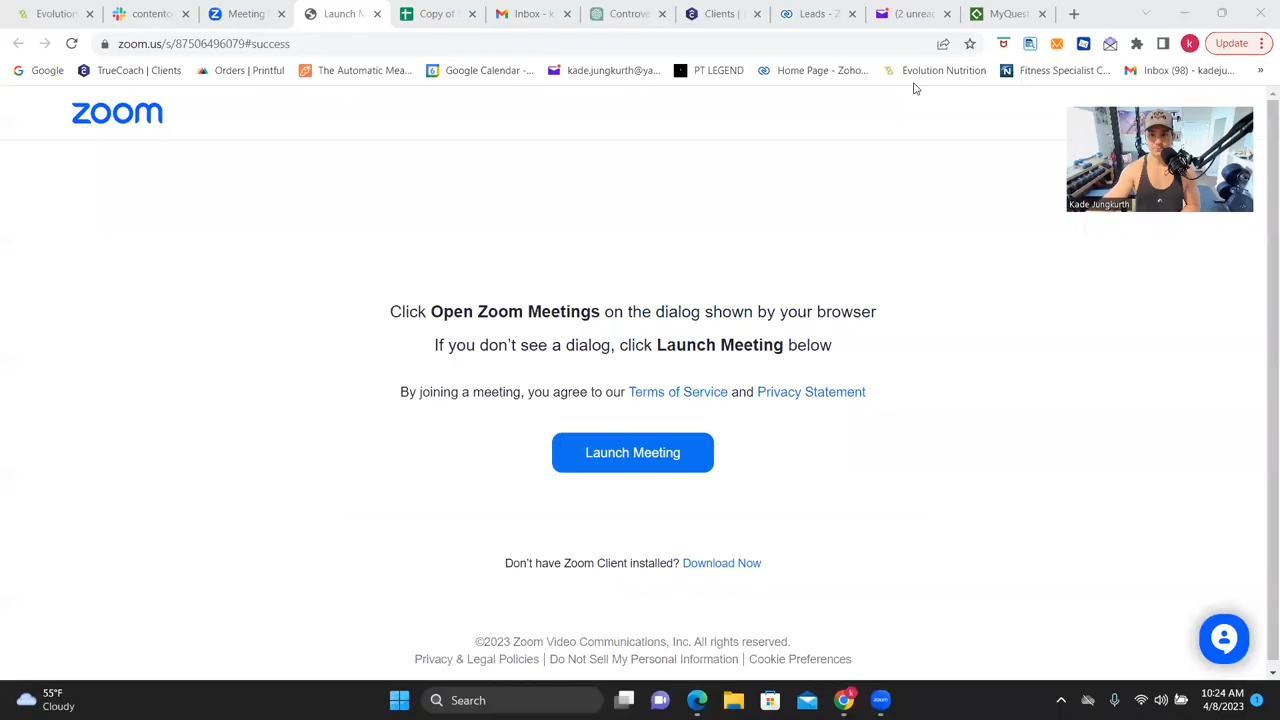 Evolution
contento
Meeting
Launch M
Copy of
Inbox
Controve
Clients |
Leads - Z
(2 unread
MyQuest
zoom.us/s/87506496079#success
Update
Google
TrueCoach | Clients
Orders | Printful
The Automatic Mea...
Google Calendar -...
kade.jungkurth@ya...
PT LEGEND
Home Page - Zoho...
Evolution Nutrition
Fitness Specialist C...
Inbox (98) - kadeju...
»
zoom
Kade Jungkurth
Click Open Zoom Meetings on the dialog shown by your browser
If you don't see a dialog, click Launch Meeting below
By joining a meeting, you agree to our Terms of Service and Privacy Statement
Launch Meeting
Don't have Zoom Client installed? Download Now
©2023 Zoom Video Communications, Inc. All rights reserved.
Privacy & Legal Policies | Do Not Sell My Personal Information | Cookie Preferences
55°F
Cloudy
Search
10:24 AM
4/8/2023